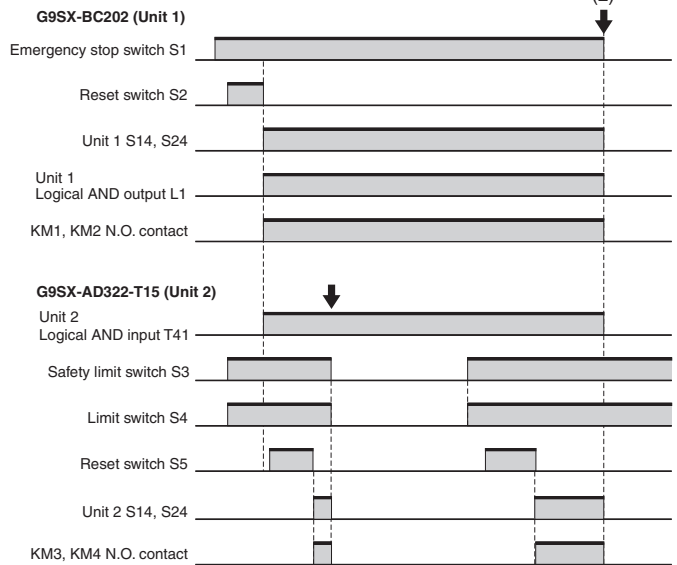 G9SX-BC202 (Unit 1)
Emergency stop switch S1
Reset switch S2
Unit 1 S14, S24
Unit 1
Logical AND output L1
KM1, KM2 N.O. contact
G9SX-AD322-T15 (Unit 2)
Unit 2
Logical AND input T41
Safety limit switch S3
Limit switch S4
Reset switch S5
Unit 2 S14, S24
KM3, KM4 N.O. contact